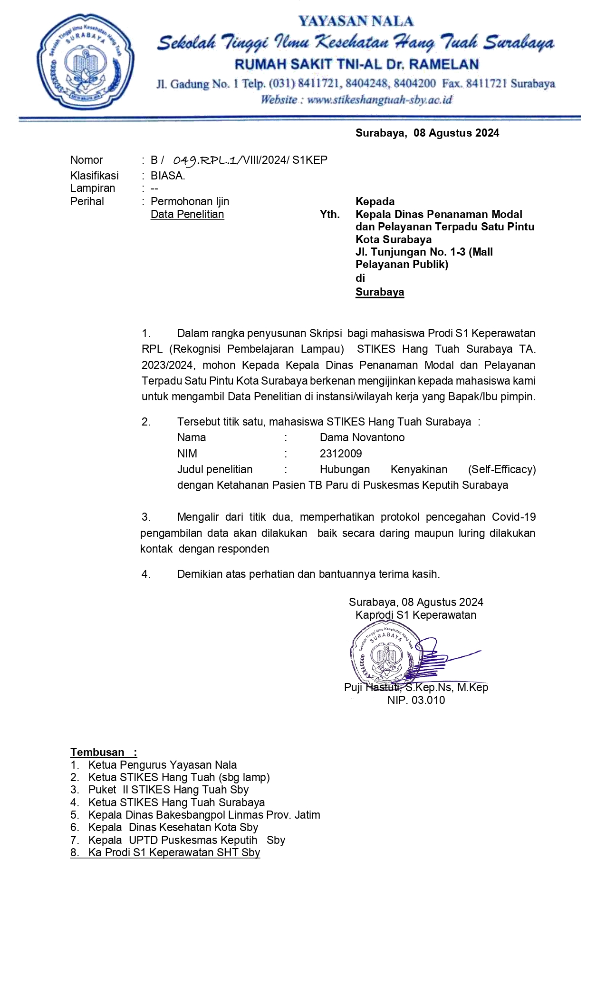 Sekolah Tinggi Ilmu Kesehatan Hang Tuah
SURABAYA
YAYASAN NALA
Sekolah Tinggi Ilmu Kesehatan Hang Tuah Surabaya
RUMAH SAKIT TNI-AL Dr. RAMELAN
Jl. Gadung No. 1 Telp. (031) 8411721, 8404248, 8404200 Fax. 8411721 Surabaya
Website : www.stikeshangtuah-sby.ac.id
Surabaya, 08 Agustus 2024
Nomor : B / 049.RPL.1/VIII/2024/ S1KEP
Klasifikasi : BIASA.
Lampiran : --
Perihal : Permohonan Ijin
Data Penelitian
Kepada
Yth. Kepala Dinas Penanaman Modal
dan Pelayanan Terpadu Satu Pintu
Kota Surabaya
Jl. Tunjungan No. 1-3 (Mall
Pelayanan Publik)
di
Surabaya
1. Dalam rangka penyusunan Skripsi bagi mahasiswa Prodi S1 Keperawatan
RPL (Rekognisi Pembelajaran Lampau) STIKES Hang Tuah Surabaya TA.
2023/2024, mohon Kepada Kepala Dinas Penanaman Modal dan Pelayanan
Terpadu Satu Pintu Kota Surabaya berkenan mengijinkan kepada mahasiswa kami
untuk mengambil Data Penelitian di instansi/wilayah kerja yang Bapak/Ibu pimpin.
2. Tersebut titik satu, mahasiswa STIKES Hang Tuah Surabaya :
Nama : Dama Novantono
NIM : 2312009
Judul penelitian : Hubungan Kenyakinan (Self-Efficacy)
dengan Ketahanan Pasien TB Paru di Puskesmas Keputih Surabaya
3. Mengalir dari titik dua, memperhatikan protokol pencegahan Covid-19
pengambilan data akan dilakukan baik secara daring maupun luring dilakukan
kontak dengan responden
4. Demikian atas perhatian dan bantuannya terima kasih.
Surabaya, 08 Agustus 2024
Kaprodi S1 Keperawatan
Sekolah Tinggi Ilmu Kesehatan Hang Tuah
SURABAYA
Puji Hastuti, S.Kep.Ns, M.Kep
NIP. 03.010
Tembusan :
1. Ketua Pengurus Yayasan Nala
2. Ketua STIKES Hang Tuah (sbg lamp)
3. Puket II STIKES Hang Tuah Sby
4. Ketua STIKES Hang Tuah Surabaya
5. Kepala Dinas Bakesbangpol Linmas Prov. Jatim
6. Kepala Dinas Kesehatan Kota Sby
7. Kepala UPTD Puskesmas Keputih Sby
8. Ka Prodi S1 Keperawatan SHT Sby